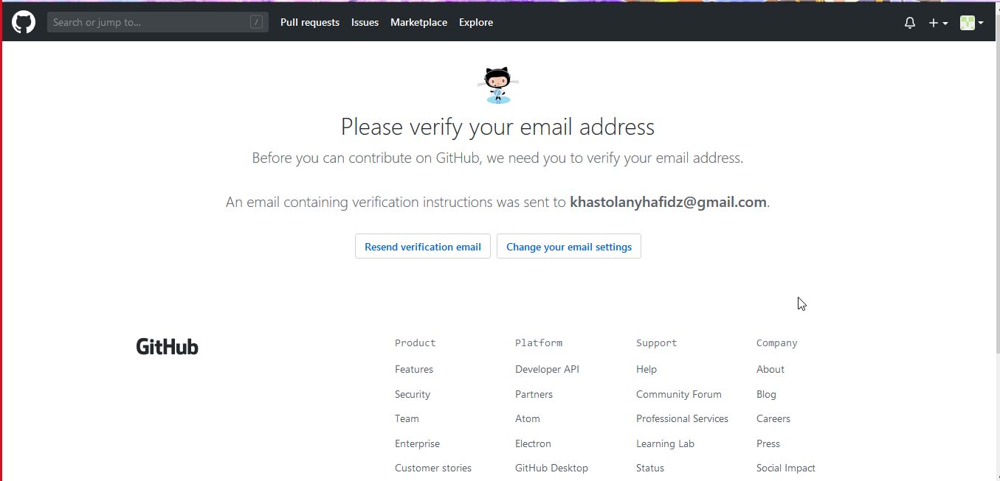 Search or jump to... / Pull requests Issues Marketplace Explore
Please verify your email address
Before you can contribute on GitHub, we need you to verify your email address.
An email containing verification instructions was sent to khastolanyhafidz@gmail.com.
Resend verification email Change your email settings
GitHub
Product Platform Support Company
Features Developer API Help About
Security Partners Community Forum Blog
Team Atom Professional Services Careers
Enterprise Electron Learning Lab Press
Customer stories GitHub Desktop Status Social Impact